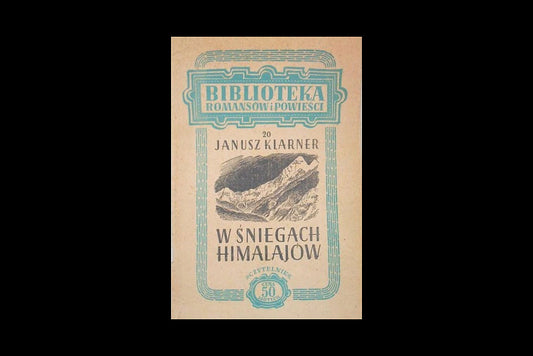 BIBLIOTEKA
ROMANSÓW i POWIEŚCI
20
JANUSZ KLARNER
W ŚNIEGACH
HIMALAJÓW
CZYTELNIK
50